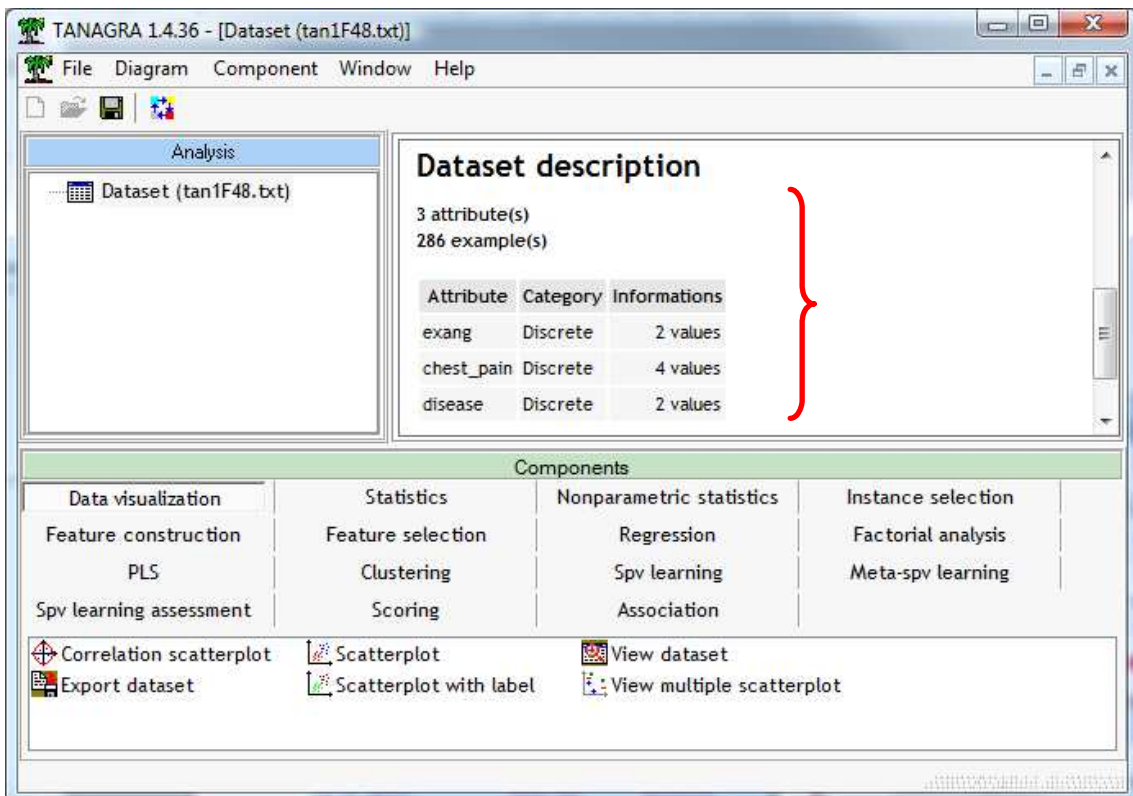 TANAGRA 1.4.36 - [Dataset (tan1F48.txt)]
File Diagram Component Window Help
Analysis
Dataset (tan1F48.txt)
Dataset description
3 attribute(s)
286 example(s)
Attribute Category Informations
exang Discrete 2 values
chest_pain Discrete 4 values
disease Discrete 2 values
Components
Data visualization Statistics Nonparametric statistics Instance selection
Feature construction Feature selection Regression Factorial analysis
PLS Clustering Spv learning Meta-spv learning
Spv learning assessment Scoring Association
Correlation scatterplot Scatterplot View dataset
Export dataset Scatterplot with label View multiple scatterplot